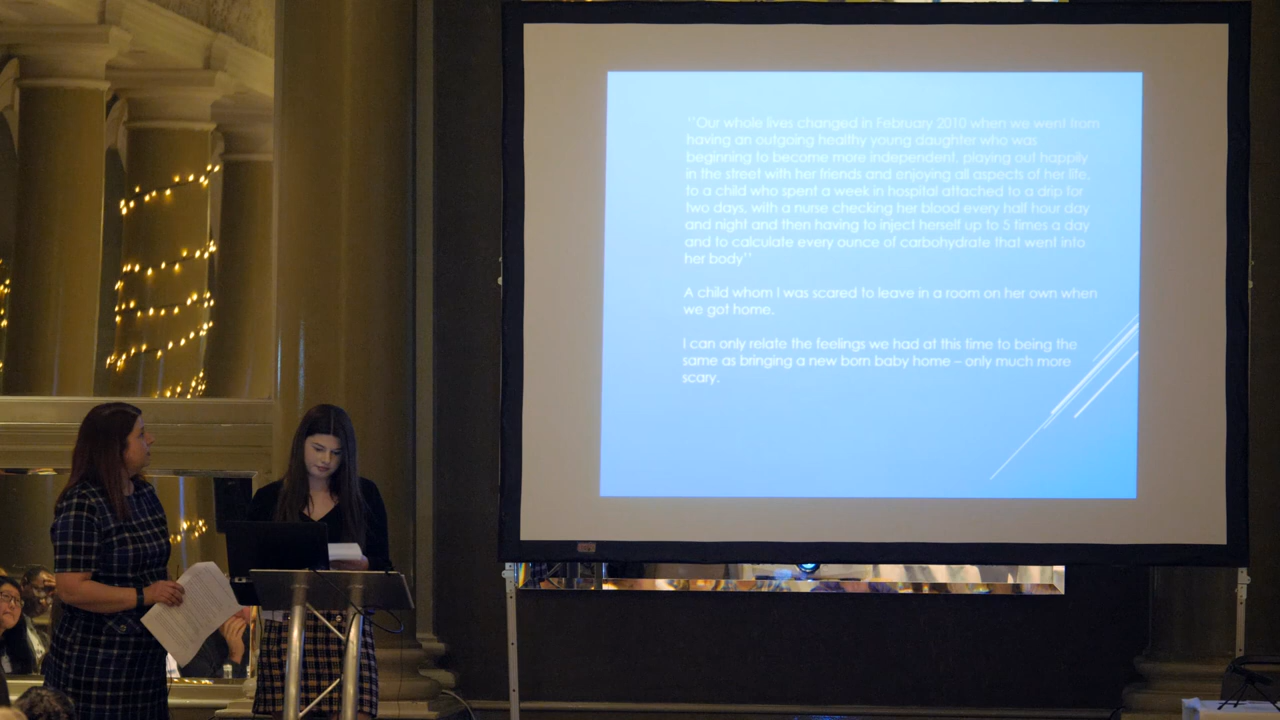 ''Our whole lives changed in February 2010 when we went from
having an outgoing healthy young daughter who was
beginning to become more independent, playing out happily
in the street with her friends and enjoying all aspects of her life,
to a child who spent a week in hospital attached to a drip for
two days, with a nurse checking her blood every half hour day
and night and then having to inject herself up to 5 times a day
and to calculate every ounce of carbohydrate that went into
her body''
A child whom I was scared to leave in a room on her own when
we got home.
I can only relate the feelings we had at this time to being the
same as bringing a new born baby home – only much more
scary.